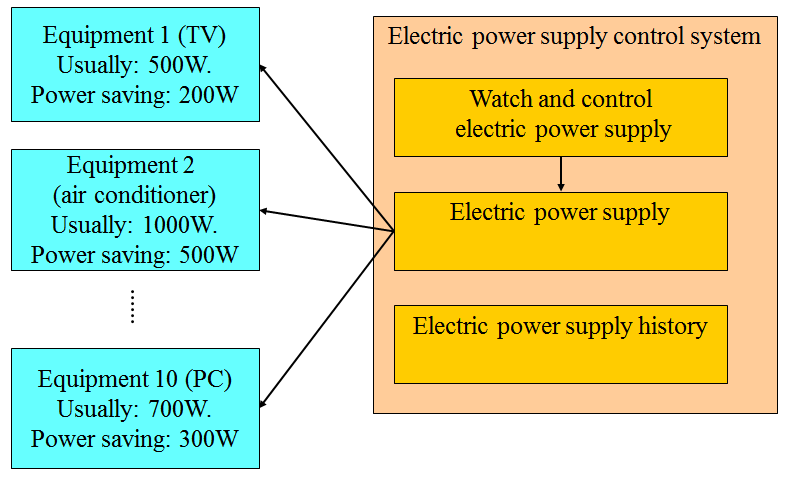 Equipment 1 (TV)
Usually: 500W.
Power saving: 200W
Equipment 2
(air conditioner)
Usually: 1000W.
Power saving: 500W
Equipment 10 (PC)
Usually: 700W.
Power saving: 300W
Electric power supply control system
Watch and control
electric power supply
Electric power supply
Electric power supply history